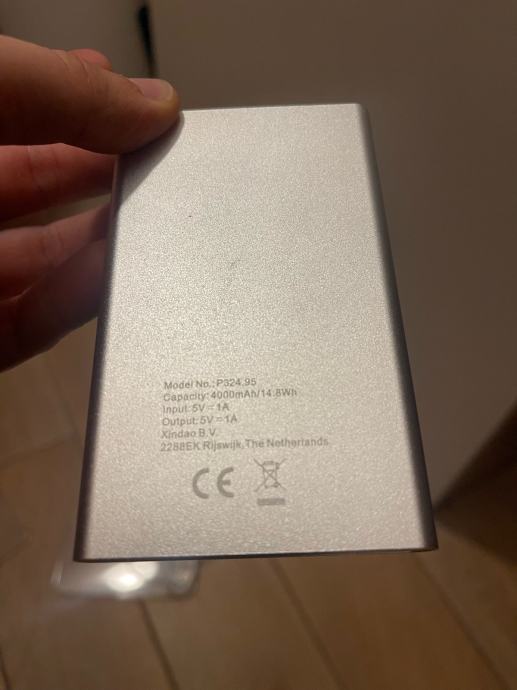 Model No.: P324.95
Capacity: 4000mAh/14.8Wh
Input: 5V⎓1A
Output: 5V⎓1A
Xindao B.V.
2288EK Rijswijk, The Netherlands
CE